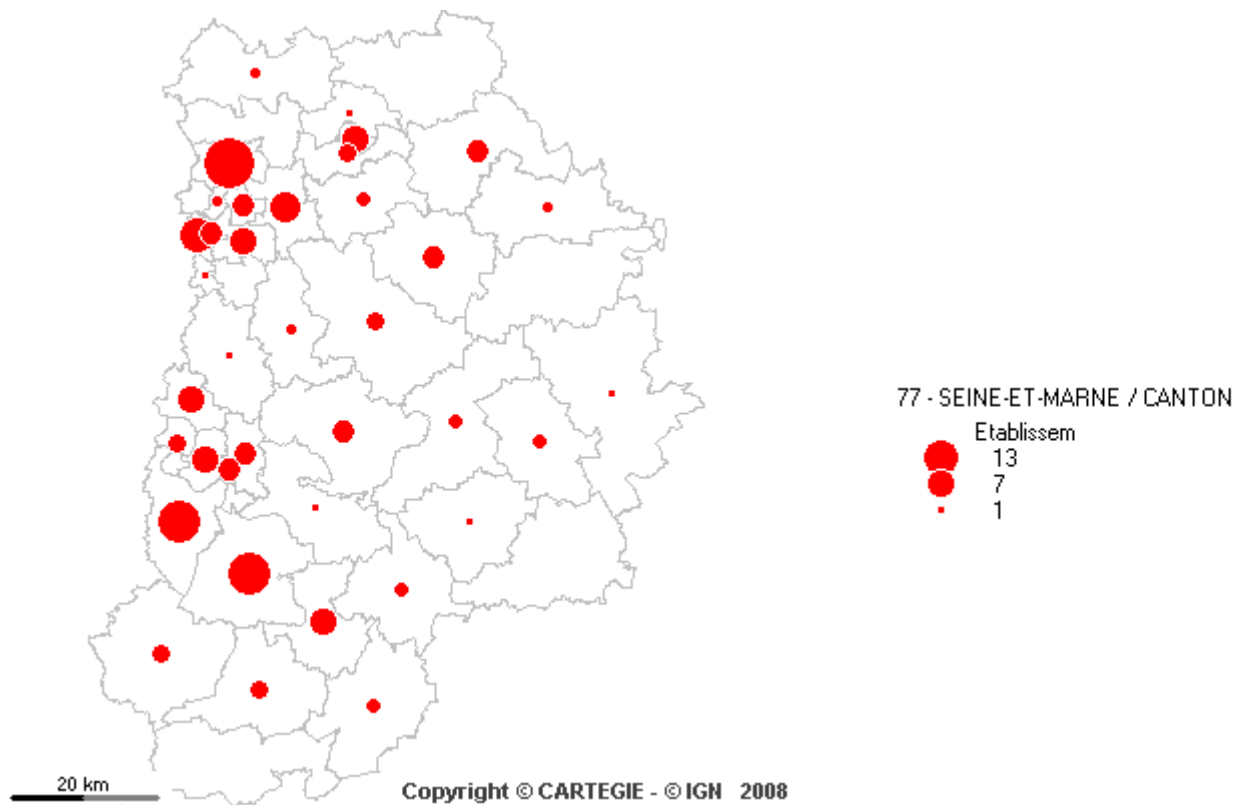 77 - SEINE-ET-MARNE / CANTON
Etablissem
13
7
1
20 km
Copyright © CARTEGIE - © IGN 2008